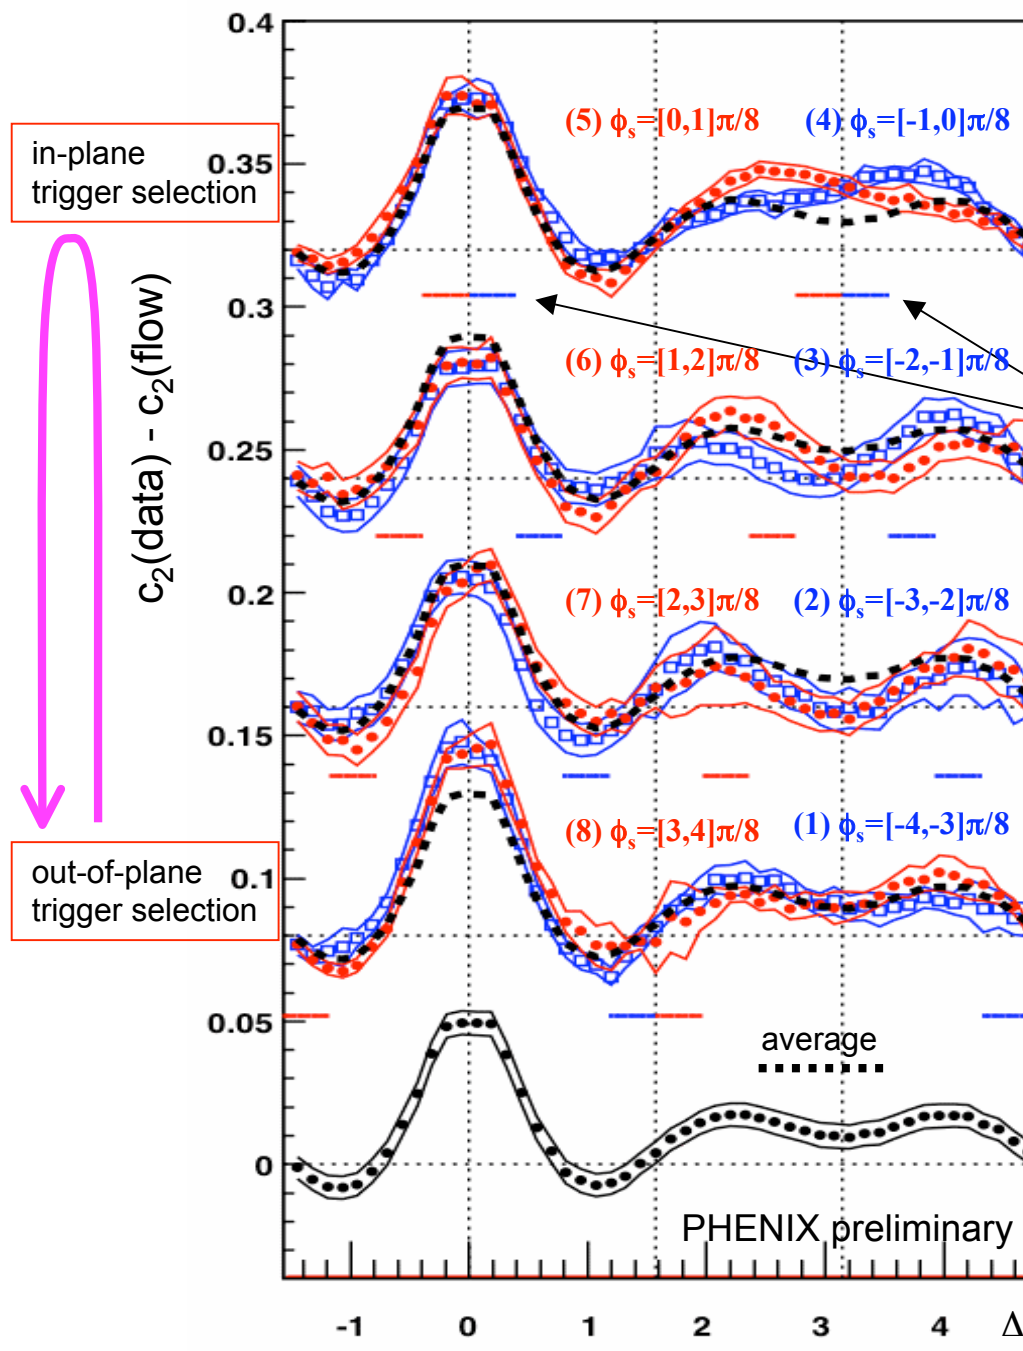 0.4
(5) ϕs=[0,1]π/8
(4) ϕs=[-1,0]π/8
in-plane
trigger selection
0.35
0.3
(6) ϕs=[1,2]π/8
(3) ϕs=[-2,-1]π/8
c2(data) - c2(flow)
0.25
0.2
(7) ϕs=[2,3]π/8
(2) ϕs=[-3,-2]π/8
0.15
(8) ϕs=[3,4]π/8
(1) ϕs=[-4,-3]π/8
out-of-plane
trigger selection
0.1
0.05
average
0
PHENIX preliminary
-1 0 1 2 3 4 Δ